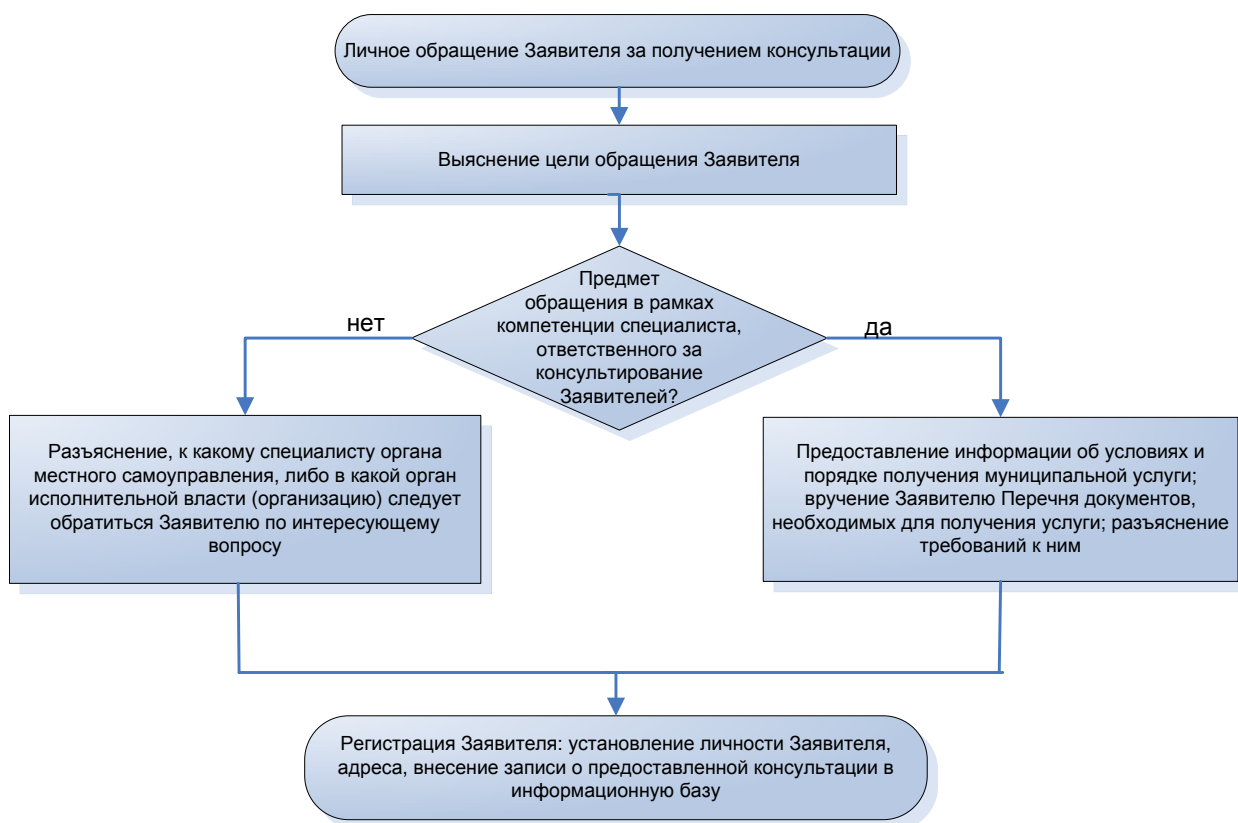 Личное обращение Заявителя за получением консультации
Выяснение цели обращения Заявителя
Предмет
обращения в рамках
компетенции специалиста,
ответственного за
консультирование
Заявителей?
нет
да
Разъяснение, к какому специалисту органа
местного самоуправления, либо в какой орган
исполнительной власти (организацию) следует
обратиться Заявителю по интересующему
вопросу
Предоставление информации об условиях и
порядке получения муниципальной услуги;
вручение Заявителю Перечня документов,
необходимых для получения услуги; разъяснение
требований к ним
Регистрация Заявителя: установление личности Заявителя,
адреса, внесение записи о предоставленной консультации в
информационную базу